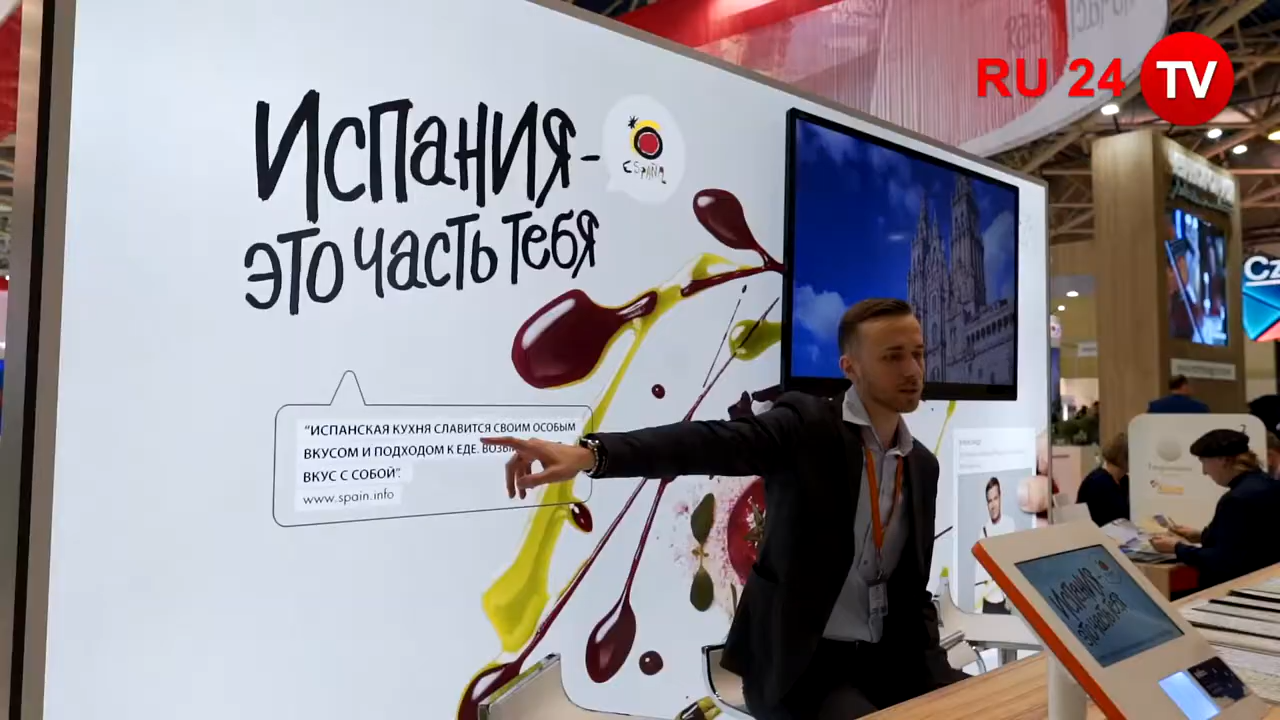 RU 24 TV
Испания-
это часть тебя
ESPAÑA
"ИСПАНСКАЯ КУХНЯ СЛАВИТСЯ СВОИМ ОСОБЫМ
ВКУСОМ И ПОДХОДОМ К ЕДЕ.
ВКУС С СОБОЙ".
www.spain.info
Cz
Испания-
это часть тебя